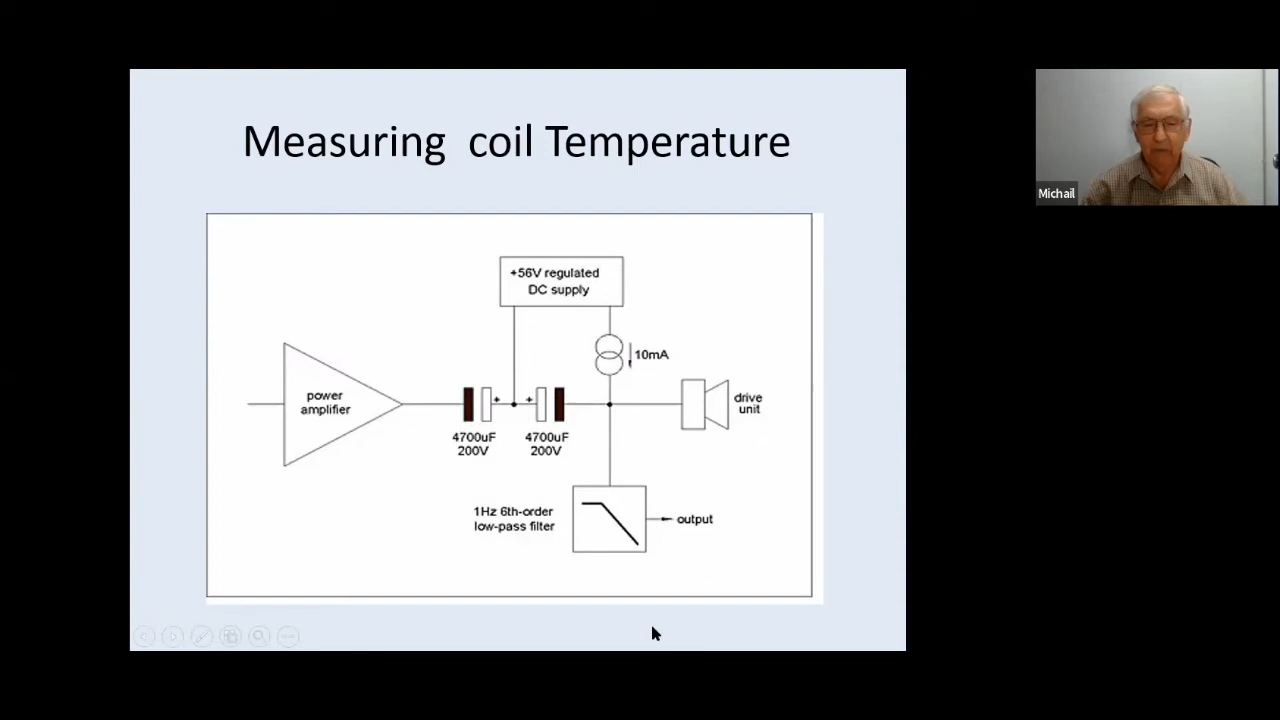 Measuring  coil Temperature
+56V regulated
DC supply
10mA
power
amplifier
+
+
drive
unit
4700uF
200V
4700uF
200V
1Hz 6th-order
low-pass filter
output
Michail